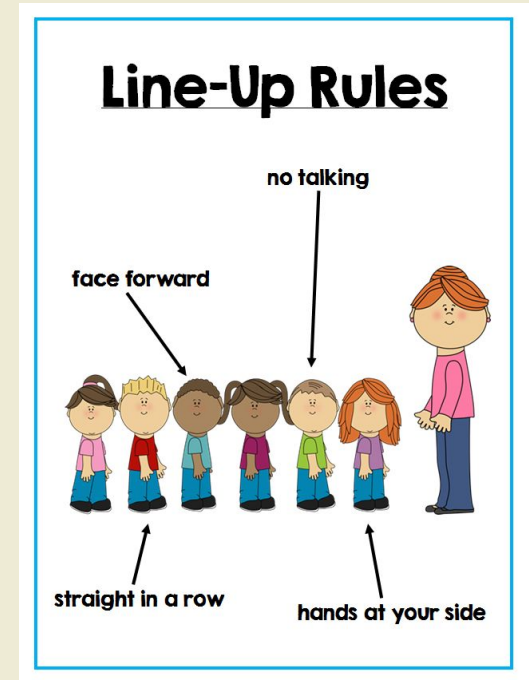 Line-Up Rules
no talking
face forward
straight in a row
hands at your side